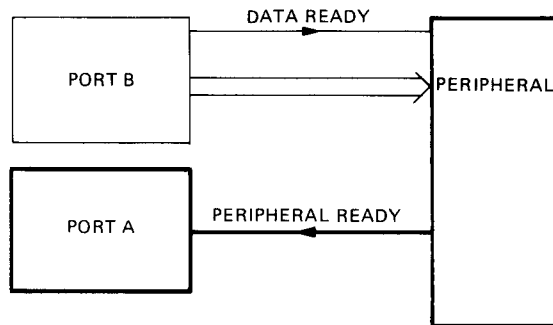 DATA READY
PORT B
PERIPHERAL
PORT A
PERIPHERAL READY